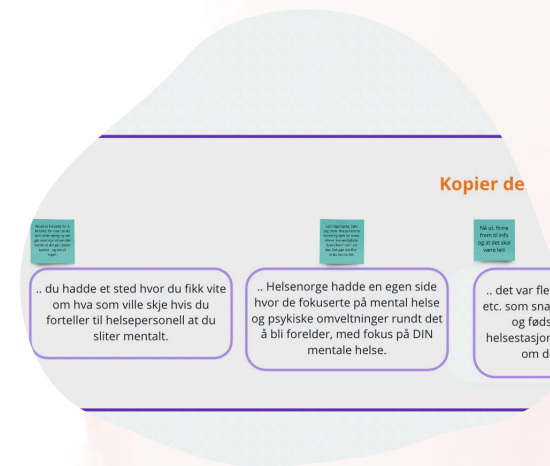 Kopier de
Nå ut, finne
frem til info
og at det skal
være lett
.. du hadde et sted hvor du fikk vite
om hva som ville skje hvis du
forteller til helsepersonell at du
sliter mentalt.
.. Helsenorge hadde en egen side
hvor de fokuserte på mental helse
og psykiske omveltninger rundt det
å bli forelder, med fokus på DIN
mentale helse.
.. det var fle
etc. som sna
og føds
helsestasjor
om d